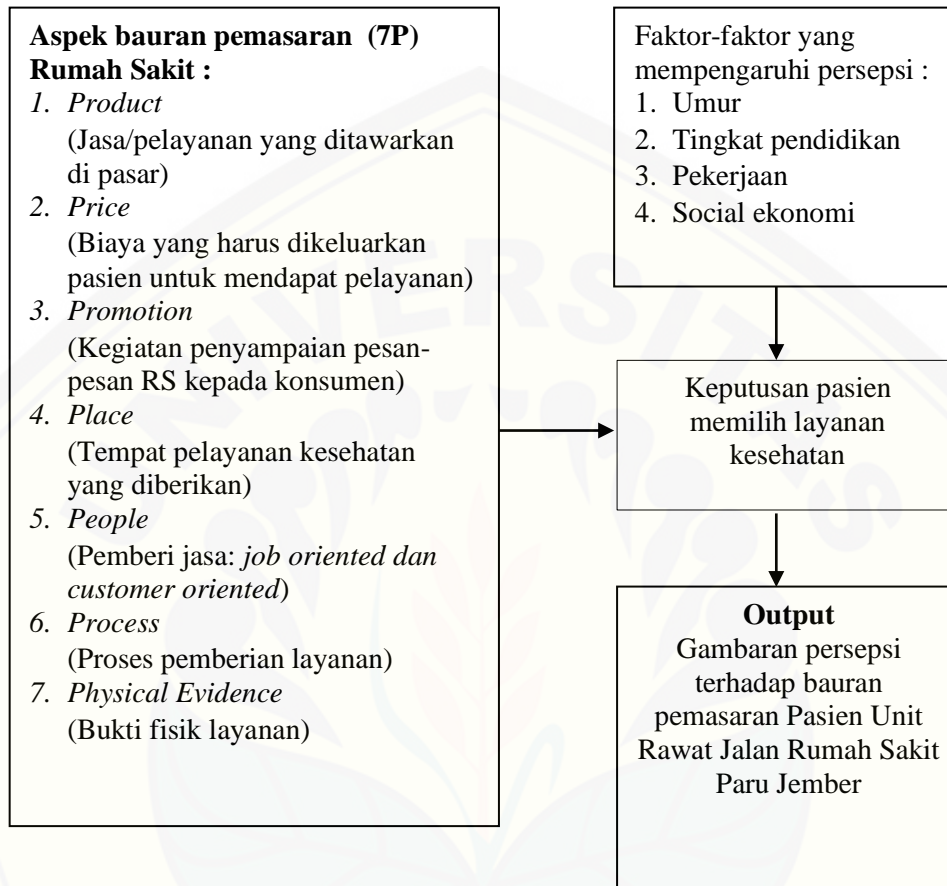 Aspek bauran pemasaran (7P)
Rumah Sakit :
1. Product
(Jasa/pelayanan yang ditawarkan
di pasar)
2. Price
(Biaya yang harus dikeluarkan
pasien untuk mendapat pelayanan)
3. Promotion
(Kegiatan penyampaian pesan-
pesan RS kepada konsumen)
4. Place
(Tempat pelayanan kesehatan
yang diberikan)
5. People
(Pemberi jasa: job oriented dan
customer oriented)
6. Process
(Proses pemberian layanan)
7. Physical Evidence
(Bukti fisik layanan)
Faktor-faktor yang
mempengaruhi persepsi :
1. Umur
2. Tingkat pendidikan
3. Pekerjaan
4. Social ekonomi
Keputusan pasien
memilih layanan
kesehatan
Output
Gambaran persepsi
terhadap bauran
pemasaran Pasien Unit
Rawat Jalan Rumah Sakit
Paru Jember
UNIVERSITAS